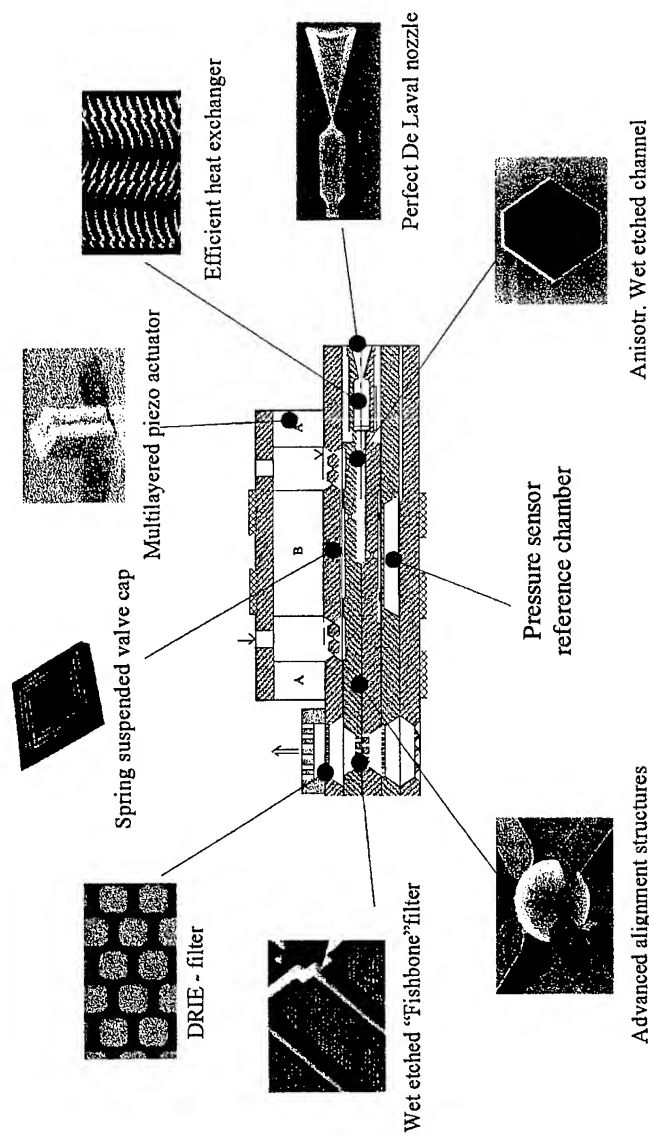 DRIE - filter
Spring suspended valve cap
Multilayered piezo actuator
Efficient heat exchanger
A
B
A
Wet etched “Fishbone”filter
Perfect De Laval nozzle
Advanced alignment structures
Pressure sensor
reference chamber
Anisotr. Wet etched channel